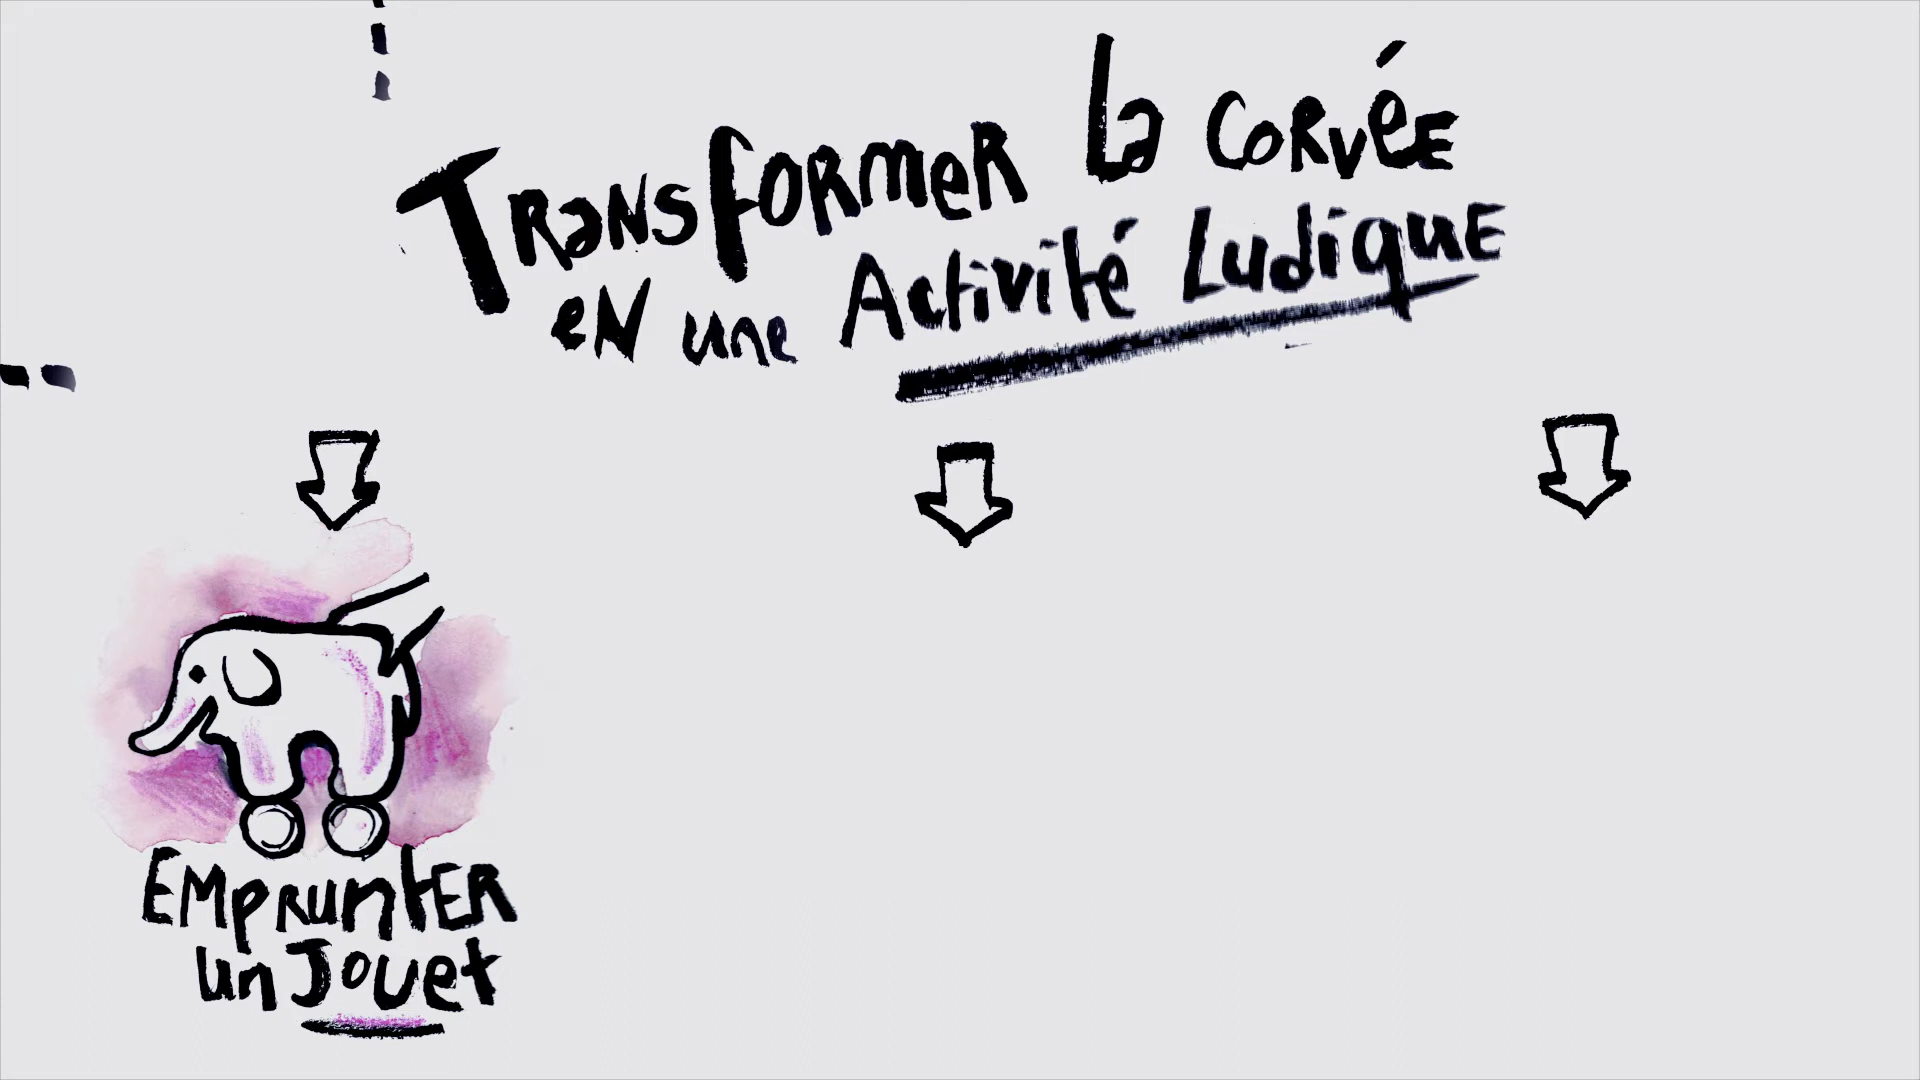 Transformer la corvée
en une Activité Ludique
Emprunter
un Jouet